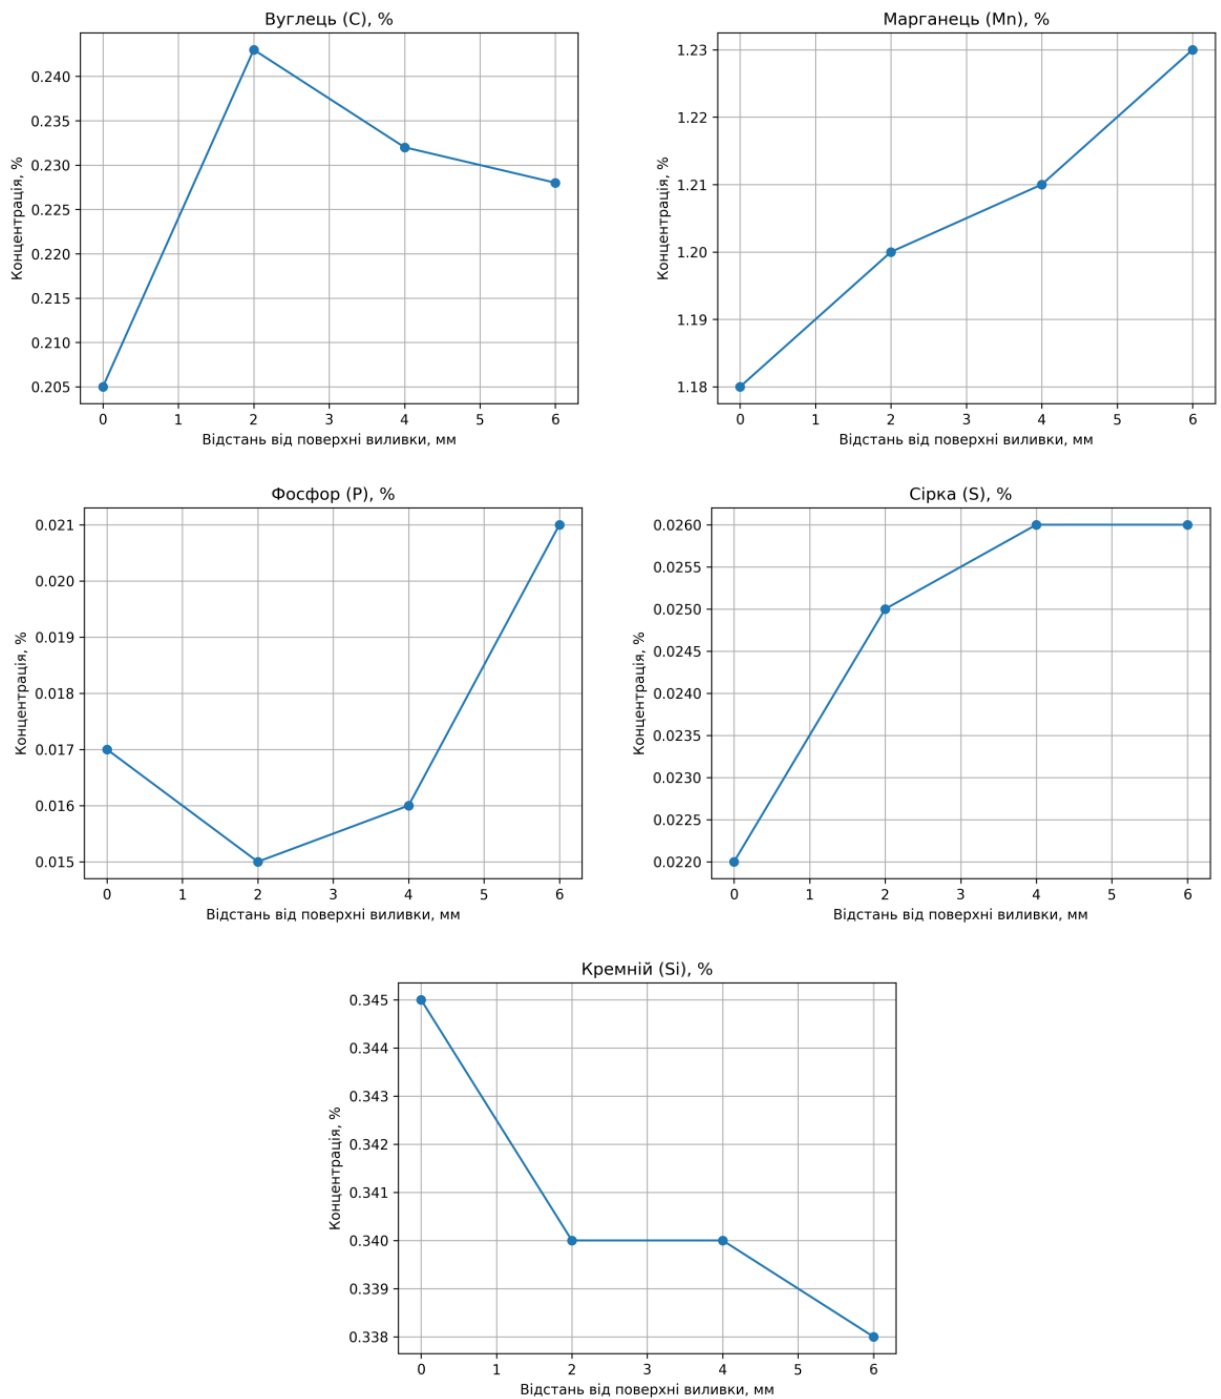 Вуглець (C), %
Концентрація, %
0.240
0.235
0.230
0.225
0.220
0.215
0.210
0.205
0 1 2 3 4 5 6
Відстань від поверхні виливки, мм
Марганець (Mn), %
Концентрація, %
1.23
1.22
1.21
1.20
1.19
1.18
0 1 2 3 4 5 6
Відстань від поверхні виливки, мм
Фосфор (P), %
Концентрація, %
0.021
0.020
0.019
0.018
0.017
0.016
0.015
0 1 2 3 4 5 6
Відстань від поверхні виливки, мм
Сірка (S), %
Концентрація, %
0.0260
0.0255
0.0250
0.0245
0.0240
0.0235
0.0230
0.0225
0.0220
0 1 2 3 4 5 6
Відстань від поверхні виливки, мм
Кремній (Si), %
Концентрація, %
0.345
0.344
0.343
0.342
0.341
0.340
0.339
0.338
0 1 2 3 4 5 6
Відстань від поверхні виливки, мм